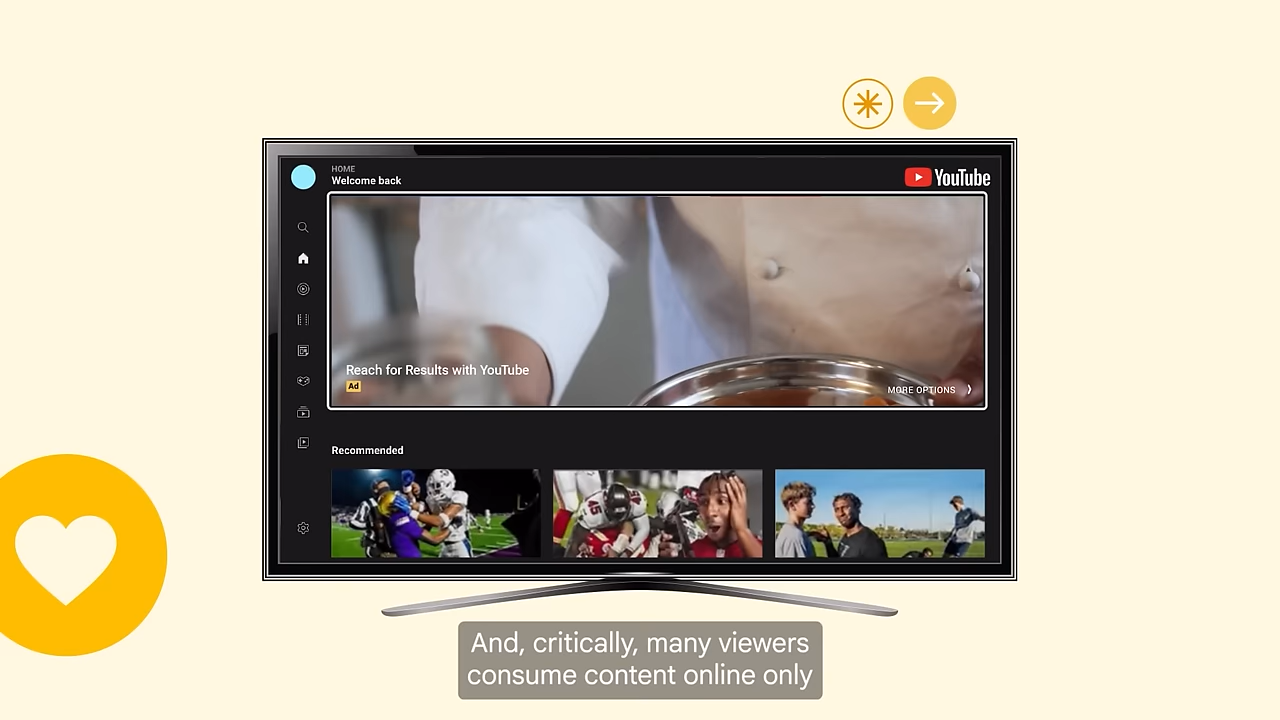 HOME
Welcome back
YouTube
Reach for Results with YouTube
Ad
MORE OPTIONS
Recommended
And, critically, many viewers
consume content online only